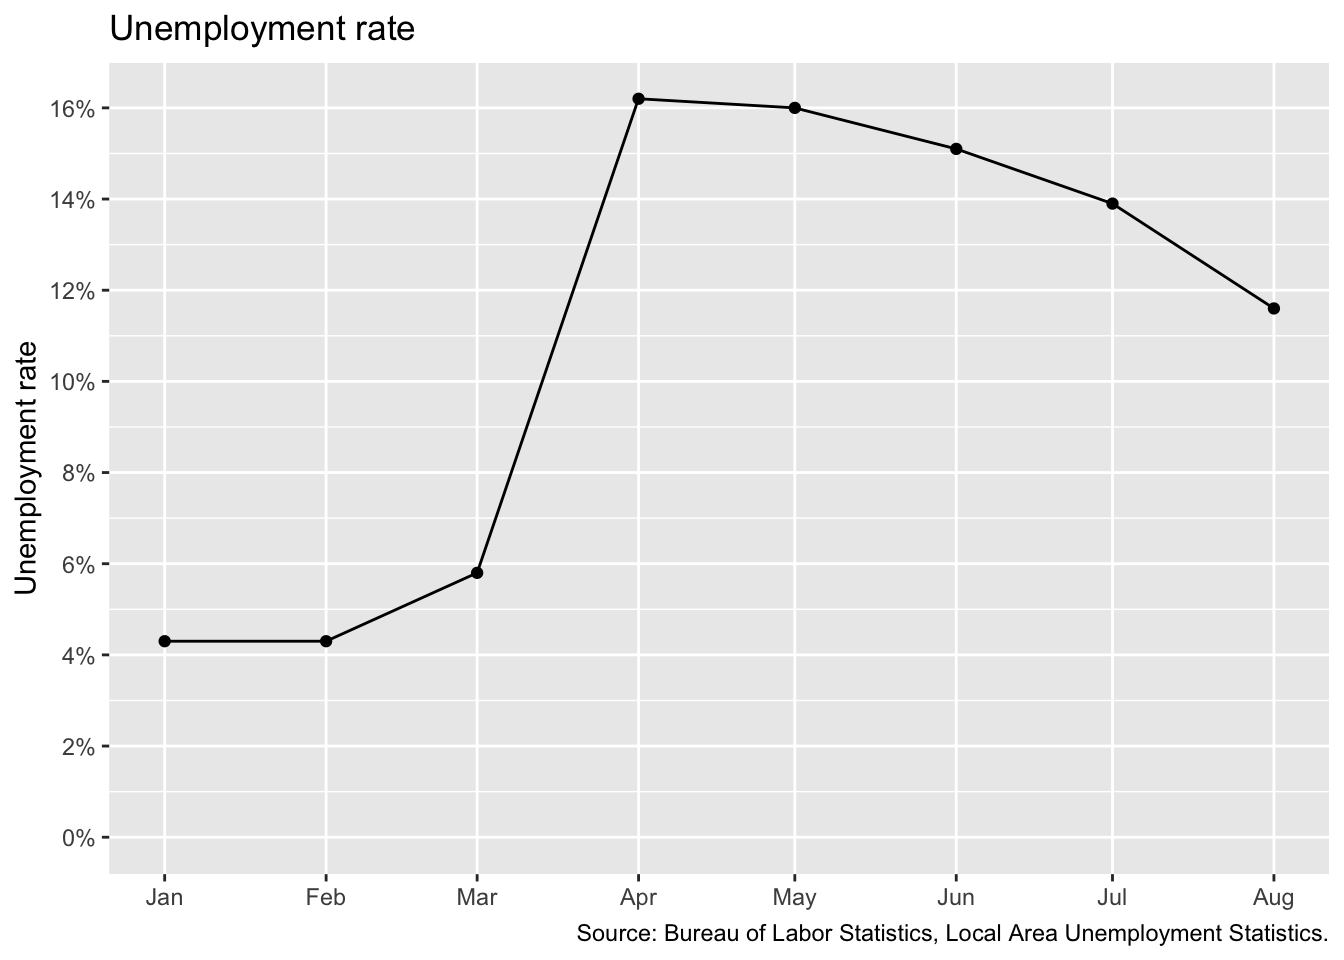 Unemployment rate
Unemployment rate
16%
14%
12%
10%
8%
6%
4%
2%
0%
Jan Feb Mar Apr May Jun Jul Aug
Source: Bureau of Labor Statistics, Local Area Unemployment Statistics.